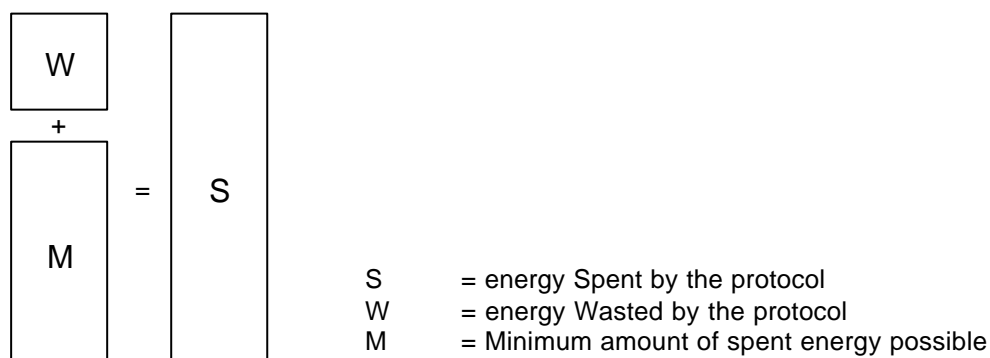 W
+
M
=
S
S = energy Spent by the protocol
W = energy Wasted by the protocol
M = Minimum amount of spent energy possible